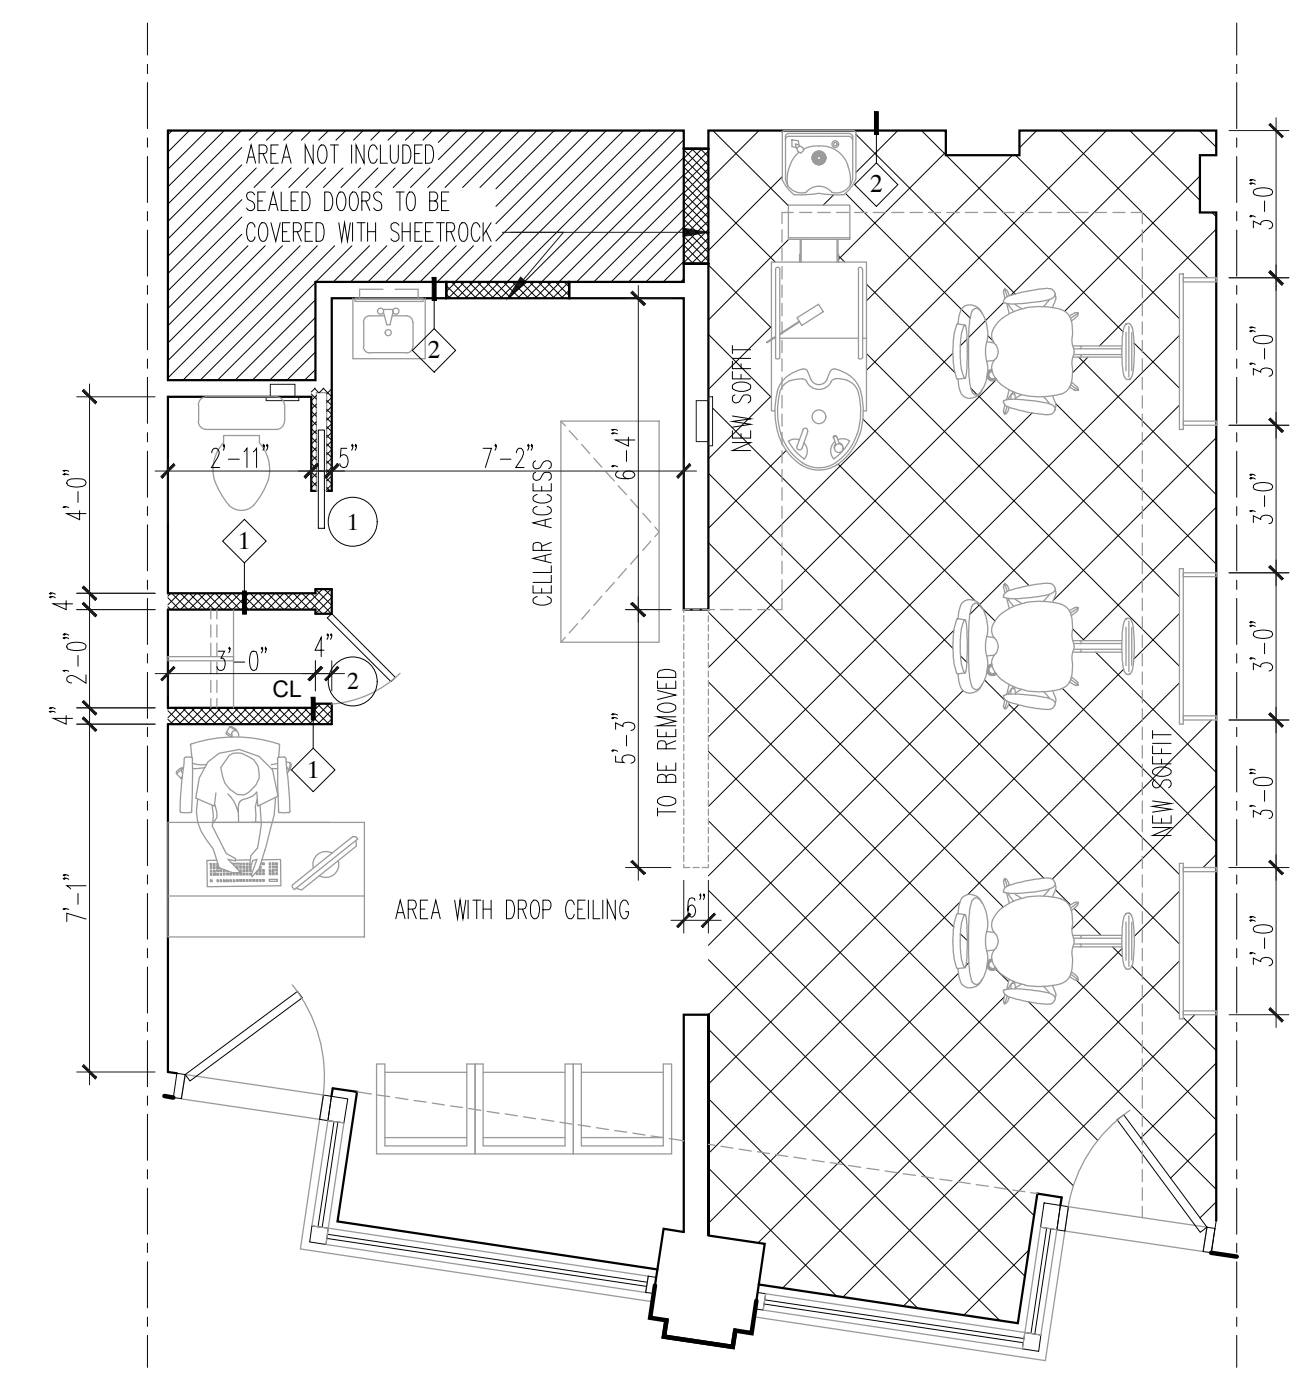 AREA NOT INCLUDED
SEALED DOORS TO BE
COVERED WITH SHEETROCK
2
3'-0"
2
NEW SOFFIT
3'-0"
2'-11"
5"
7'-2"
6'-4"
CELLAR ACCESS
4'-0"
3'-0"
1
1
4"
2'-0"
3'-0"
4"
CL
2
3'-0"
4"
1
5'-3"
TO BE REMOVED
NEW SOFFIT
3'-0"
7'-1"
AREA WITH DROP CEILING
6"
3'-0"